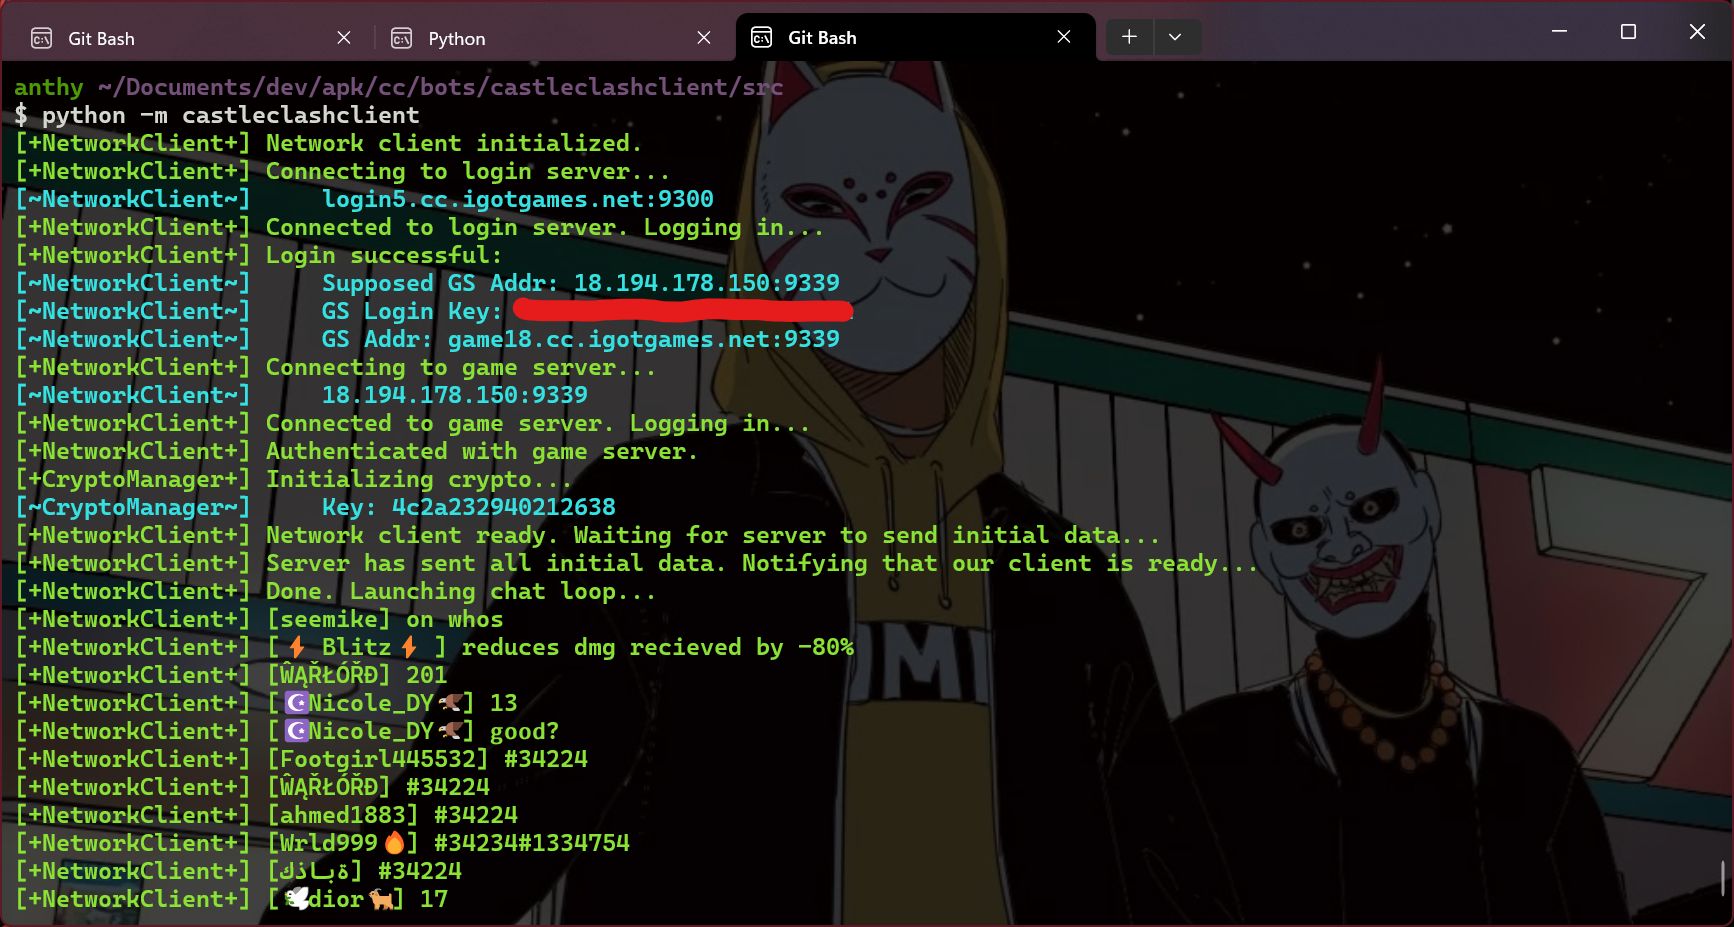 Git Bash
Python
Git Bash
anthy ~/Documents/dev/apk/cc/bots/castleclashclient/src
$ python -m castleclashclient
[+NetworkClient+] Network client initialized.
[+NetworkClient+] Connecting to login server...
[~NetworkClient~] login5.cc.igotgames.net:9300
[+NetworkClient+] Connected to login server. Logging in...
[+NetworkClient+] Login successful:
[~NetworkClient~] Supposed GS Addr: 18.194.178.150:9339
[~NetworkClient~] GS Login Key:
[~NetworkClient~] GS Addr: game18.cc.igotgames.net:9339
[+NetworkClient+] Connecting to game server...
[~NetworkClient~] 18.194.178.150:9339
[+NetworkClient+] Connected to game server. Logging in...
[+NetworkClient+] Authenticated with game server.
[+CryptoManager+] Initializing crypto...
[~CryptoManager~] Key: 4c2a232940212638
[+NetworkClient+] Network client ready. Waiting for server to send initial data...
[+NetworkClient+] Server has sent all initial data. Notifying that our client is ready...
[+NetworkClient+] Done. Launching chat loop...
[+NetworkClient+] [seemike] on whos
[+NetworkClient+] [⚡Blitz⚡] reduces dmg recieved by -80%
[+NetworkClient+] [ŴĄŘŁÓŘĐ] 201
[+NetworkClient+] [☪Nicole_DY🦅] 13
[+NetworkClient+] [☪Nicole_DY🦅] good?
[+NetworkClient+] [Footgirl445532] #34224
[+NetworkClient+] [ŴĄŘŁÓŘĐ] #34224
[+NetworkClient+] [ahmed1883] #34224
[+NetworkClient+] [Wrld999🔥] #34234#1334754
[+NetworkClient+] #34224
[+NetworkClient+] [🕊dior🐕] 17